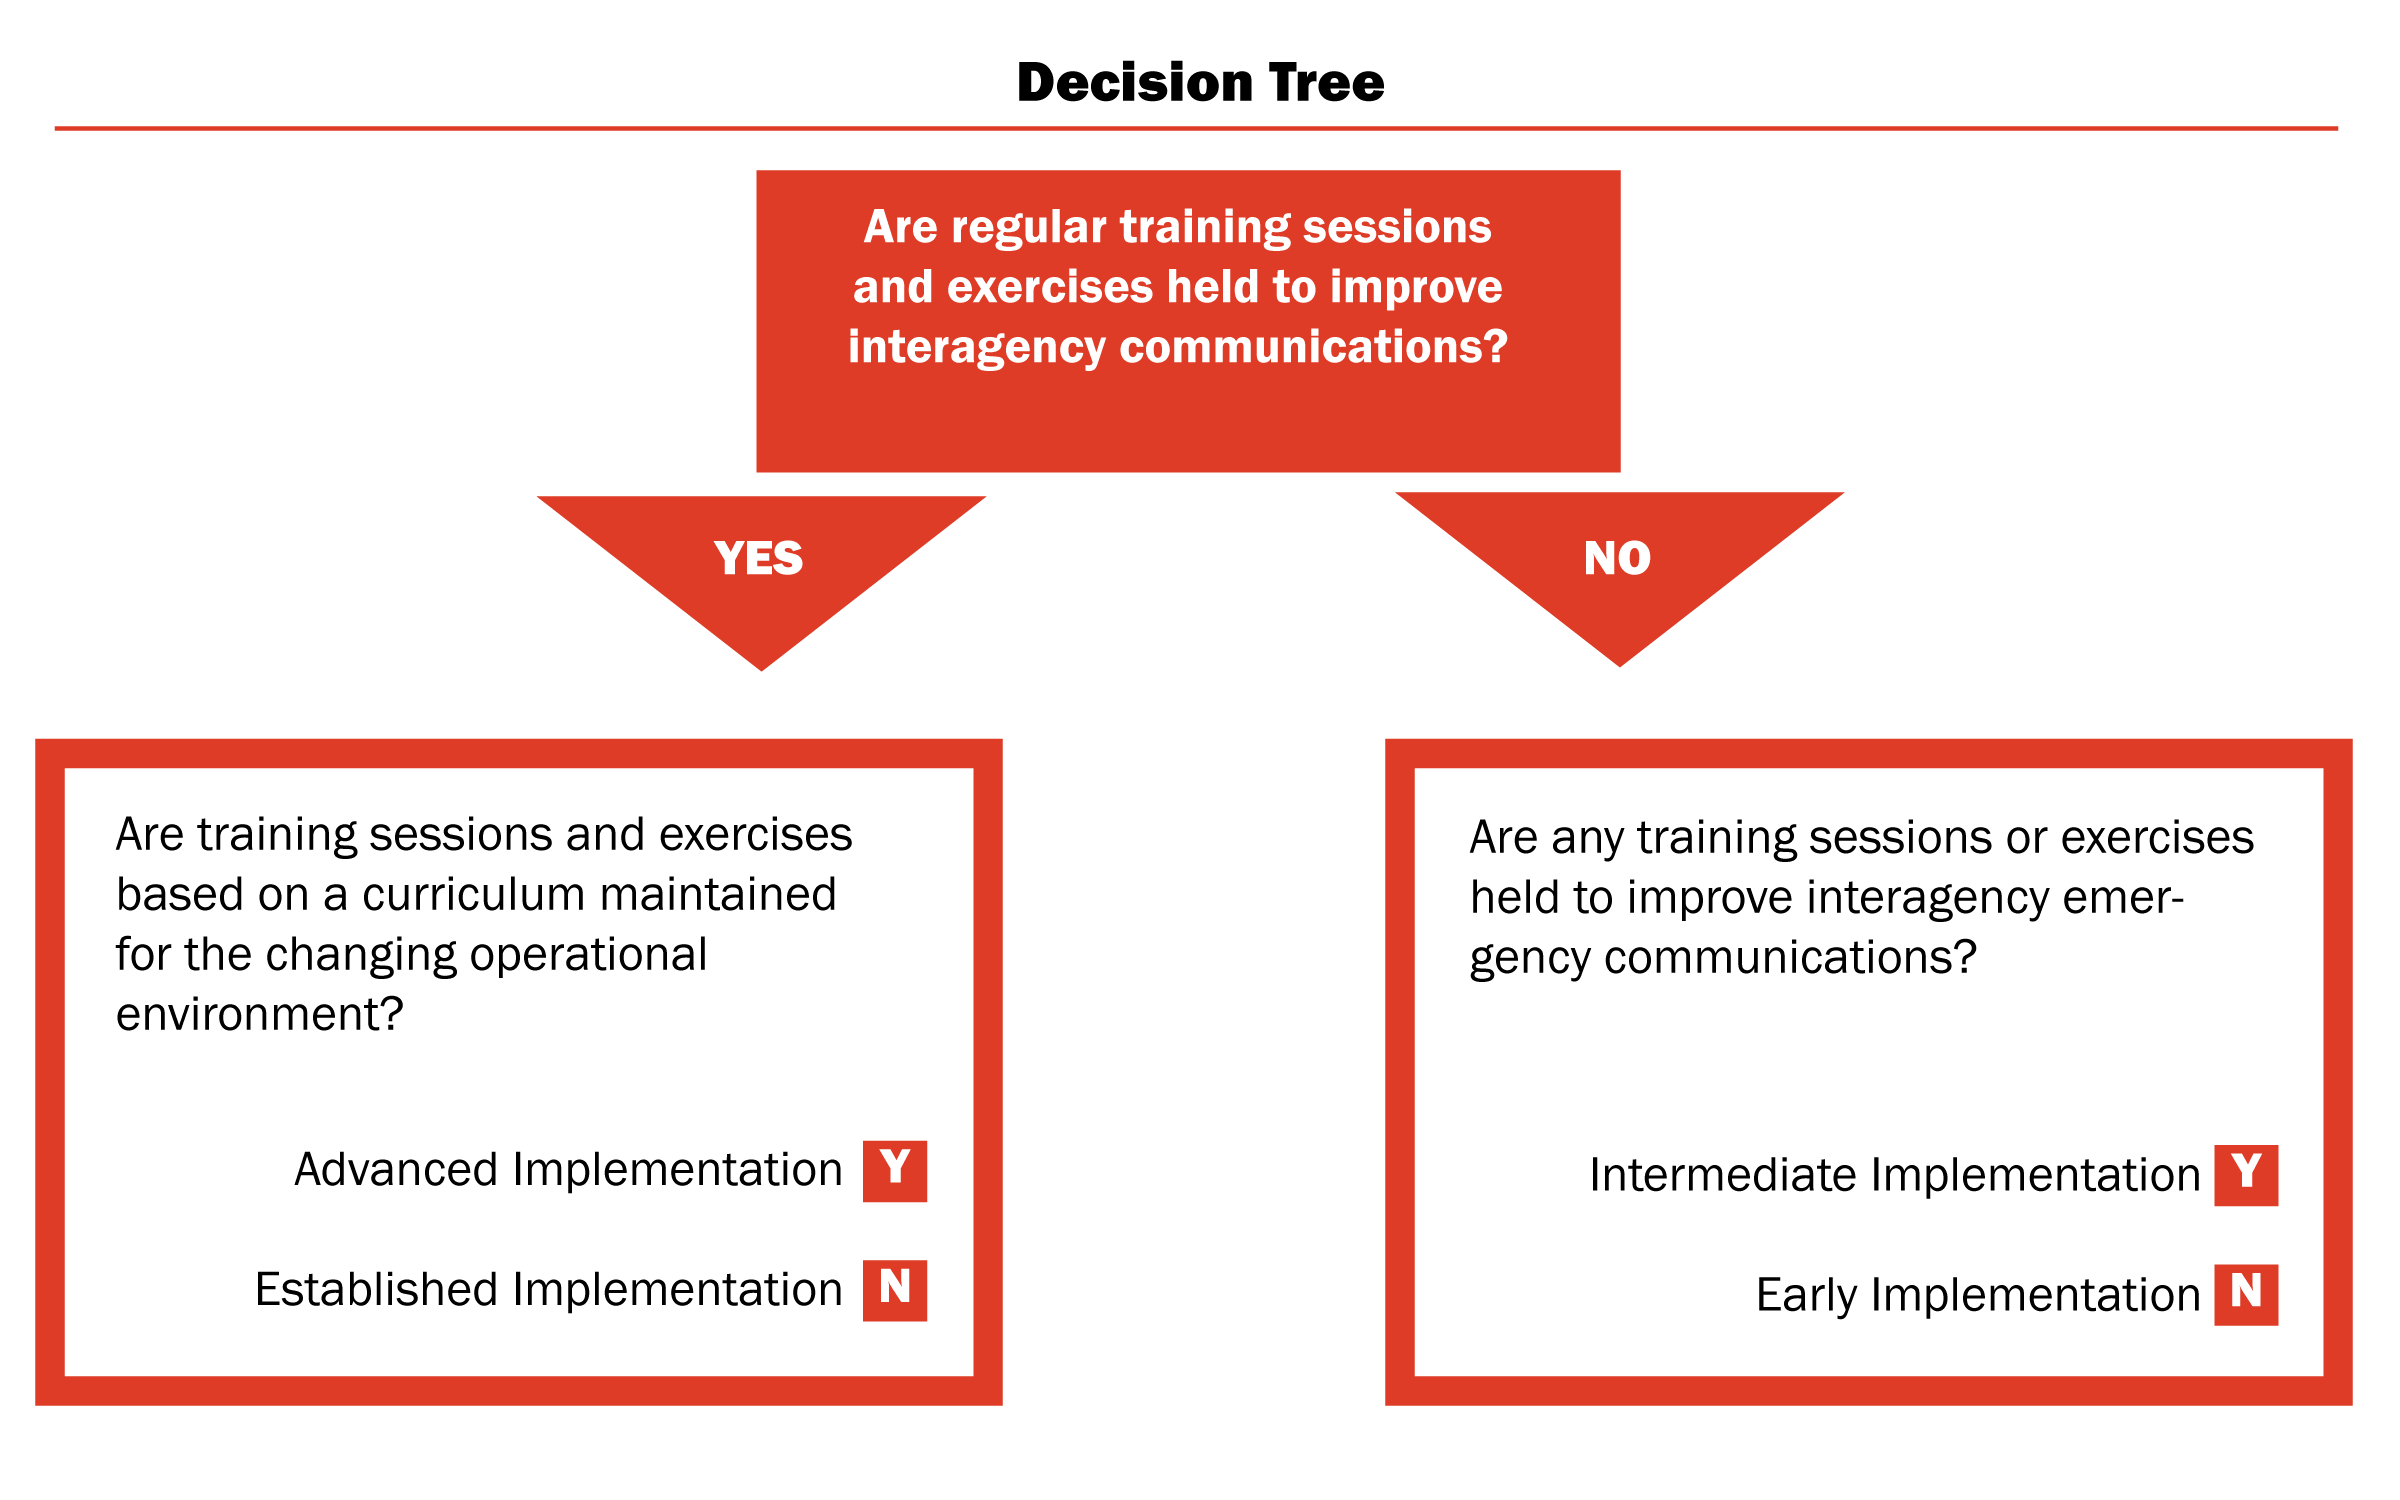 Decision Tree
Are regular training sessions
and exercises held to improve
interagency communications?
YES
NO
Are training sessions and exercises
based on a curriculum maintained
for the changing operational
environment?
Advanced Implementation Y
Established Implementation N
Are any training sessions or exercises
held to improve interagency emer-
gency communications?
Intermediate Implementation Y
Early Implementation N